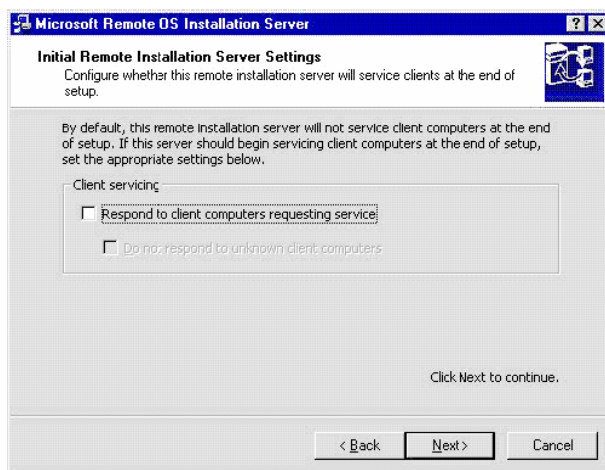 Microsoft Remote OS Installation Server
Initial Remote Installation Server Settings
Configure whether this remote installation server will service clients at the end of
setup.
By default, this remote installation server will not service client computers at the end
of setup. If this server should begin servicing client computers at the end of setup,
set the appropriate settings below.
Client servicing
Respond to client computers requesting service
Do not respond to unknown client computers
Click Next to continue.
< Back
Next >
Cancel